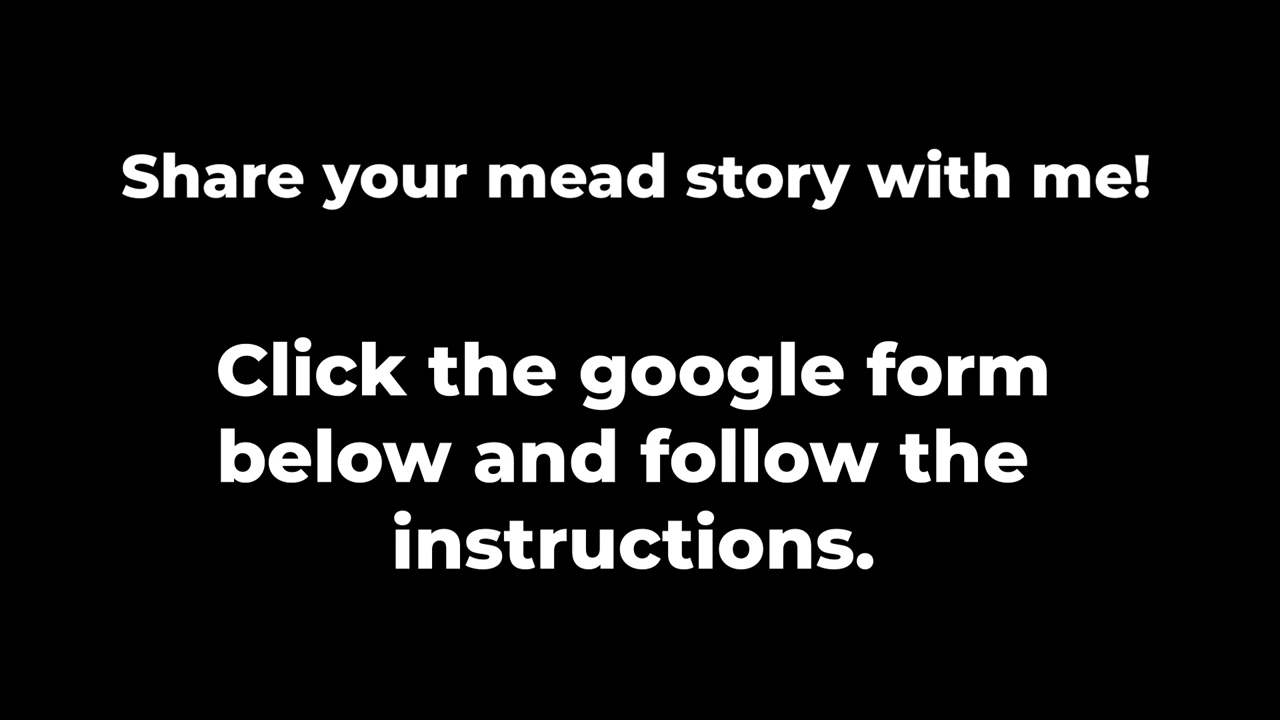 Share your mead story with me!
Click the google form
below and follow the
instructions.